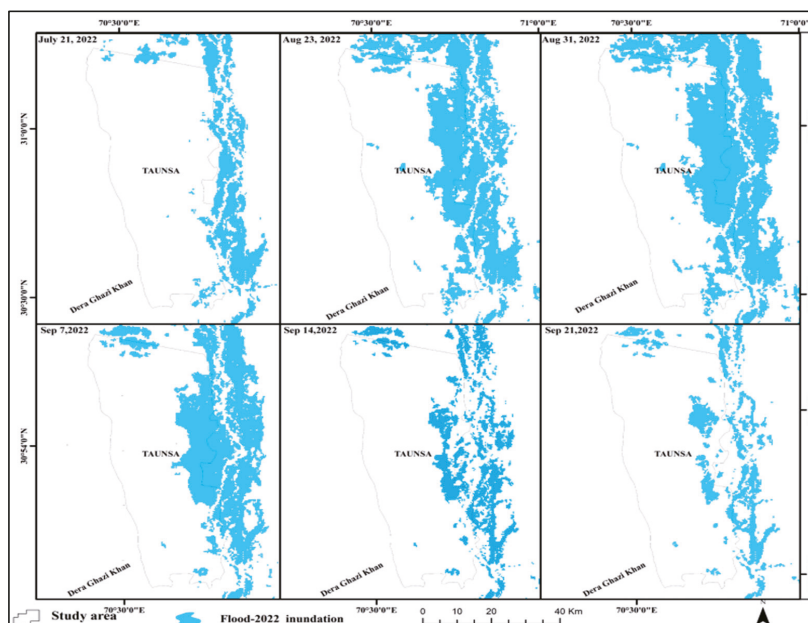 70°30'0"E 70°30'0"E 71°0'0"E 70°30'0"E 71°0
July 21, 2022 Aug 23, 2022 Aug 31, 2022
31°0'0"N
TAUNSA TAUNSA TAUNSA
Dera Ghazi Khan Dera Ghazi Khan Dera Ghazi Khan
30°30'0"N
Sep 7,2022 Sep 14,2022 Sep 21,2022
30°54'0"N
TAUNSA TAUNSA TAUNSA
Dera Ghazi Khan Dera Ghazi Khan Dera Ghazi Khan
70°30'0"E 70°30'0"E 70°30'0"E
N
Study area Flood-2022 inundation 0 10 20 40 Km